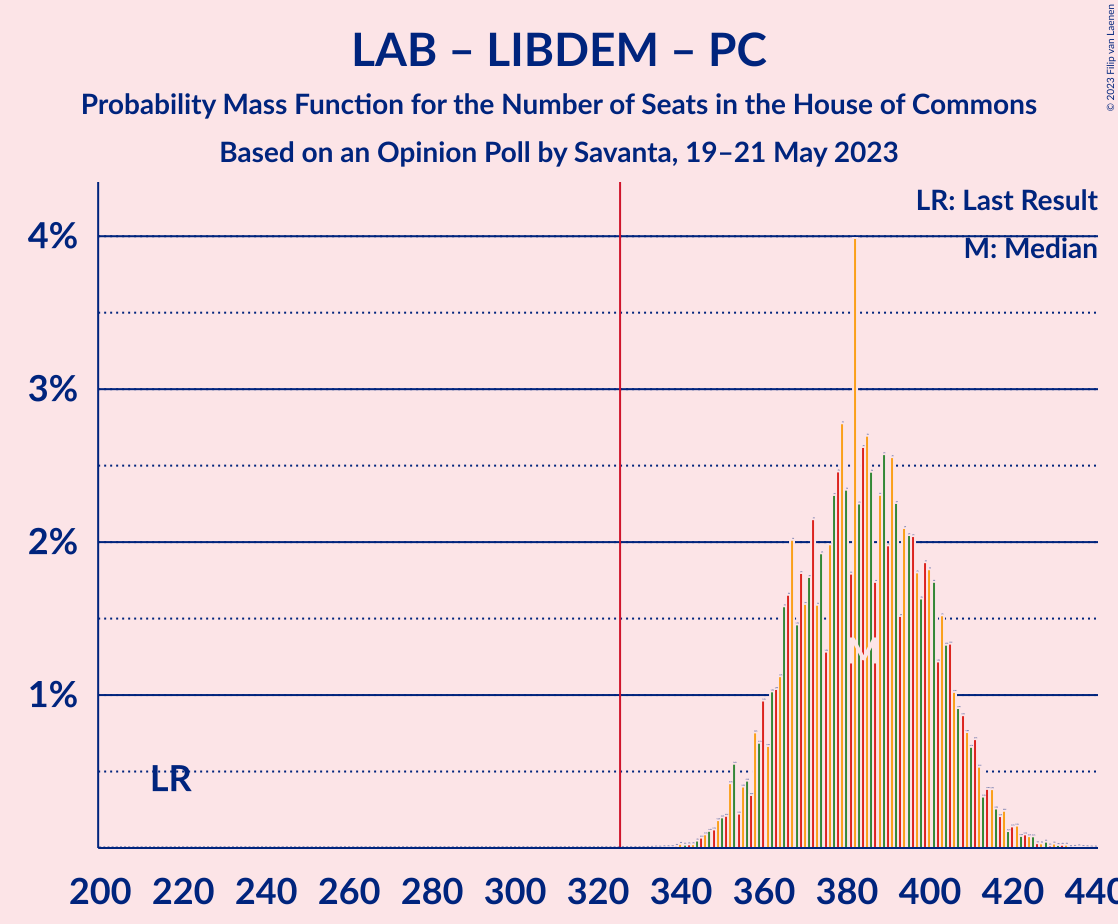 LAB – LIBDEM – PC
Probability Mass Function for the Number of Seats in the House of Commons
Based on an Opinion Poll by Savanta, 19–21 May 2023
© 2023 Filip van Laenen
LR: Last Result
M: Median
4%
3%
2%
1%
LR
M
200 220 240 260 280 300 320 340 360 380 400 420 440